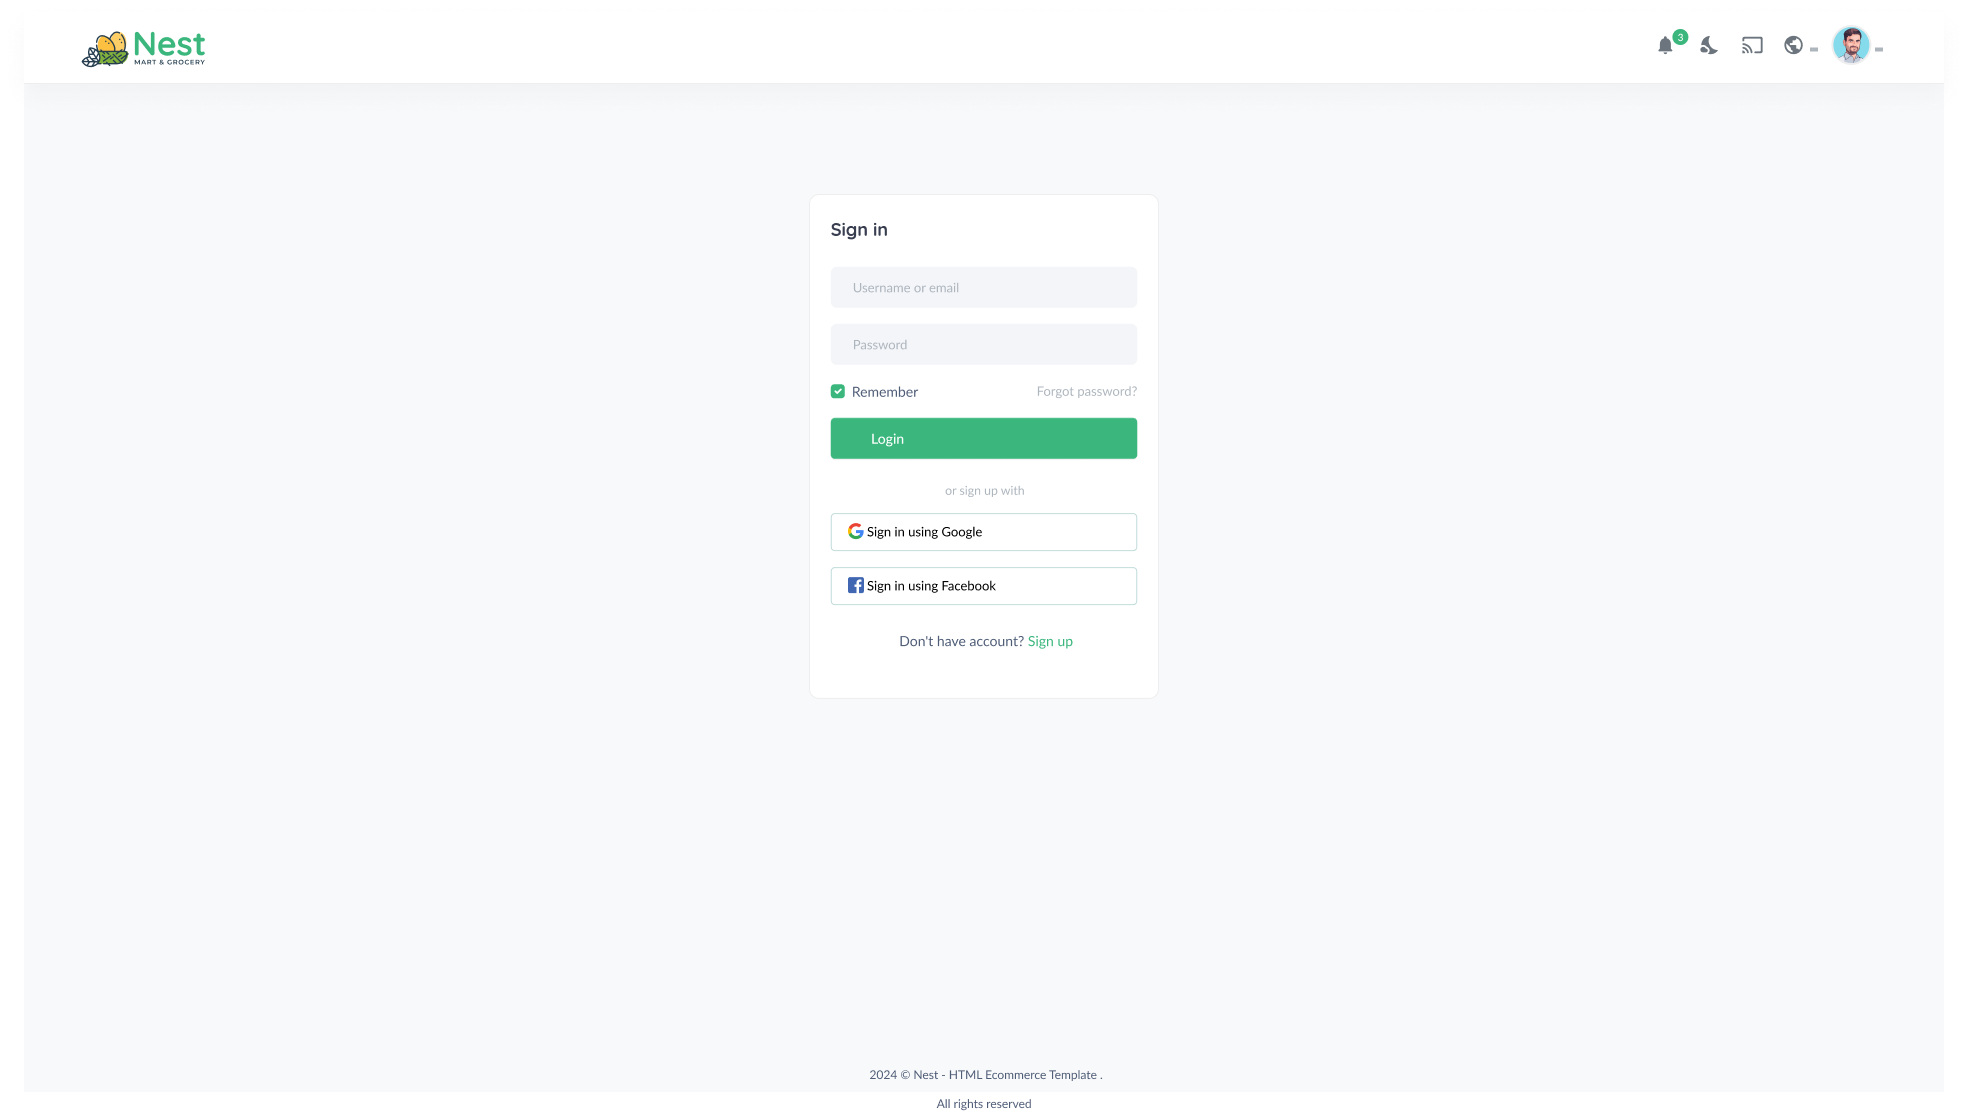 Nest
MART & GROCERY
3
Sign in
Username or email
Password
Remember
Forgot password?
Login
or sign up with
Sign in using Google
Sign in using Facebook
Don't have account? Sign up
2024 © Nest - HTML Ecommerce Template .
All rights reserved